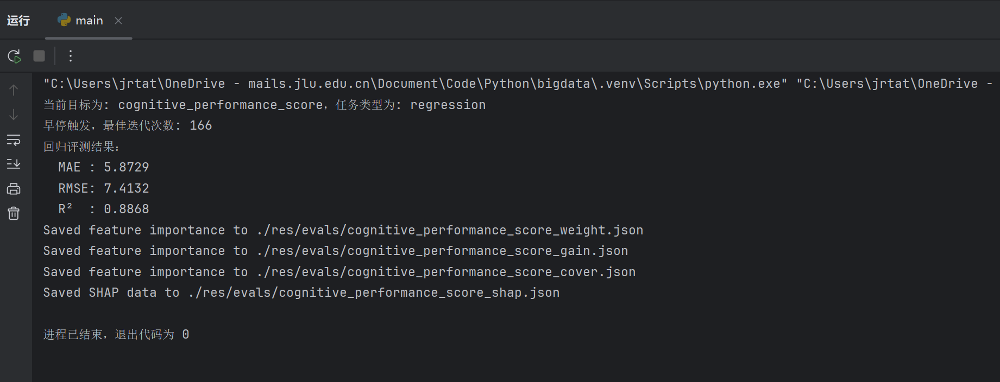 运行 main
"C:\Users\jrtat\OneDrive - mails.jlu.edu.cn\Document\Code\Python\bigdata\.venv\Scripts\python.exe" "C:\Users\jrtat\OneDrive -
当前目标为: cognitive_performance_score，任务类型为: regression
早停触发，最佳迭代次数: 166
回归评测结果：
MAE : 5.8729
RMSE: 7.4132
R² : 0.8868
Saved feature importance to ./res/evals/cognitive_performance_score_weight.json
Saved feature importance to ./res/evals/cognitive_performance_score_gain.json
Saved feature importance to ./res/evals/cognitive_performance_score_cover.json
Saved SHAP data to ./res/evals/cognitive_performance_score_shap.json
进程已结束，退出代码为 0